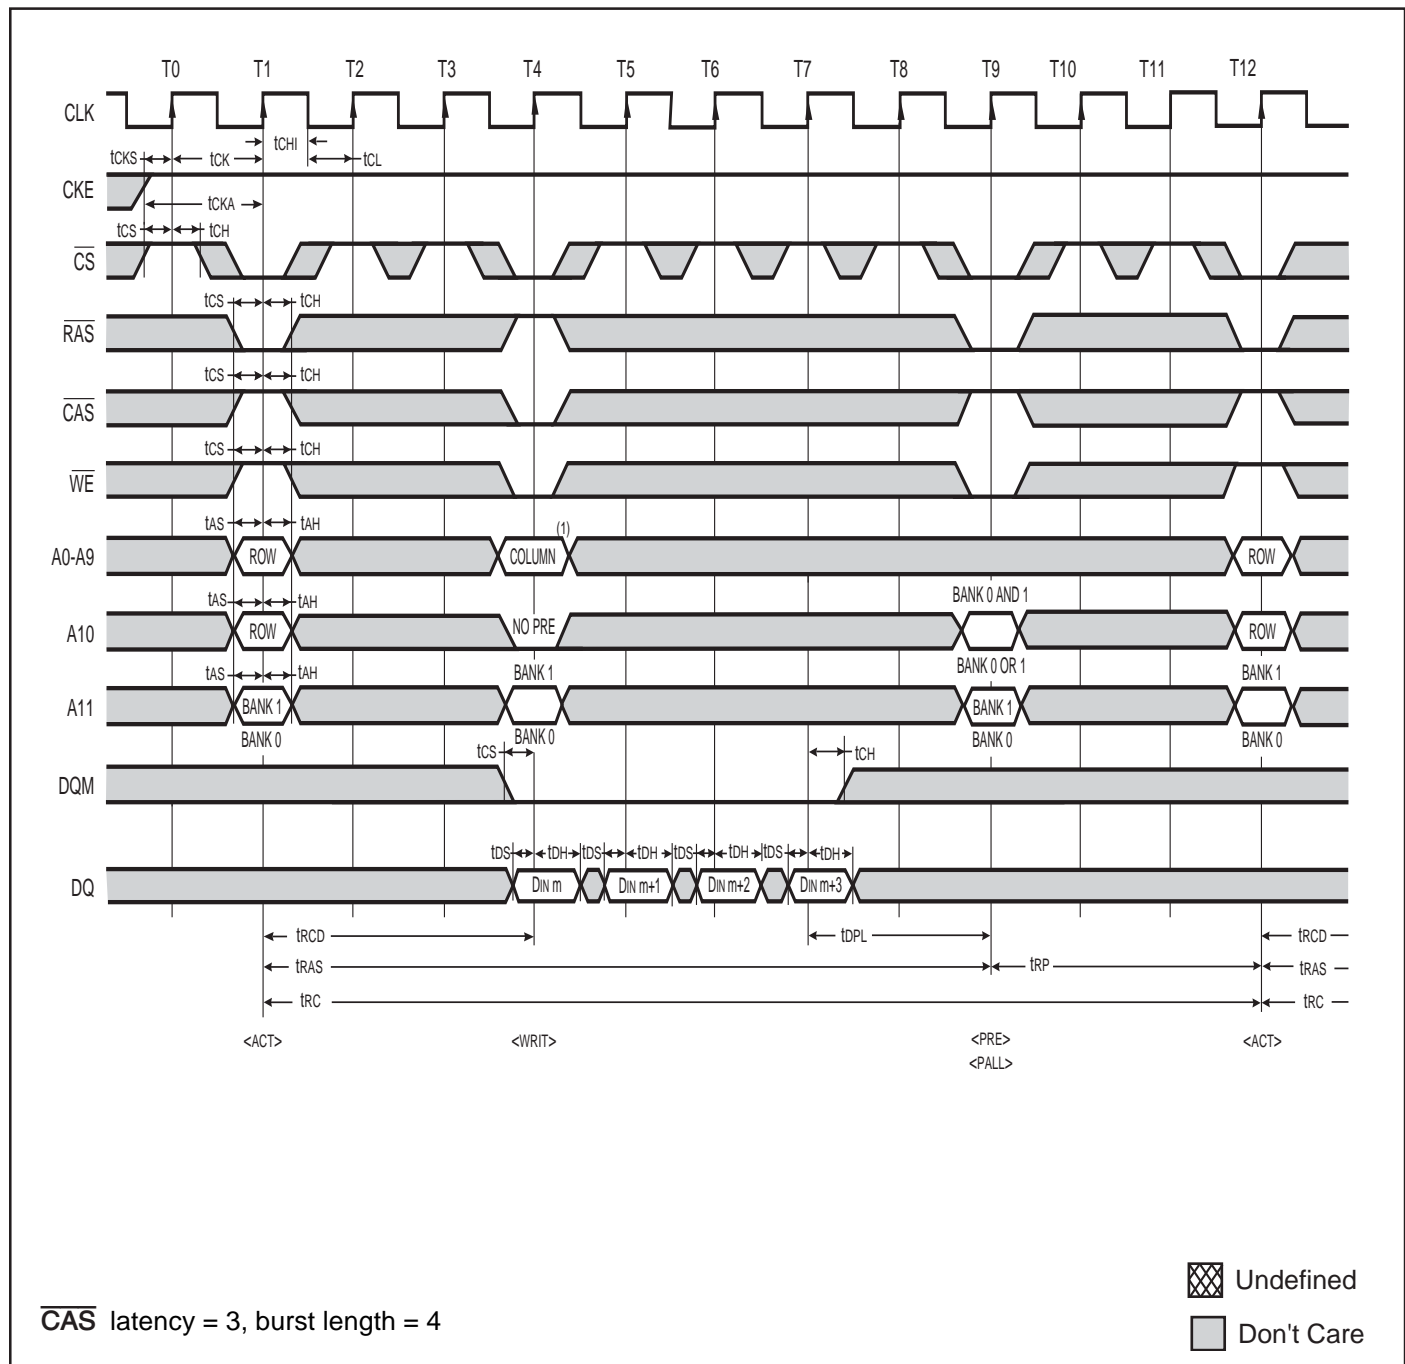 T0 T1 T2 T3 T4 T5 T6 T7 T8 T9 T10 T11 T12
CLK
tCHI
tCKS tCK tCL
CKE
tCKA
tCS tCH
CS
tCS tCH
RAS
tCS tCH
CAS
tCS tCH
WE
tAS tAH (1)
A0-A9 ROW COLUMN ROW
tAS tAH BANK 0 AND 1
A10 ROW NO PRE ROW
tAS tAH BANK 1 BANK 0 OR 1 BANK 1
A11 BANK 1 BANK 1
BANK 0 BANK 0 BANK 0 BANK 0
tCS tCH
DQM
tDS tDH tDS tDH tDS tDH tDS tDH
DQ DIN m DIN m+1 DIN m+2 DIN m+3
tRCD tDPL tRCD
tRAS tRP tRAS
tRC tRC
<ACT> <WRIT> <PRE> <ACT>
<PALL>
Undefined
CAS latency = 3, burst length = 4
Don't Care